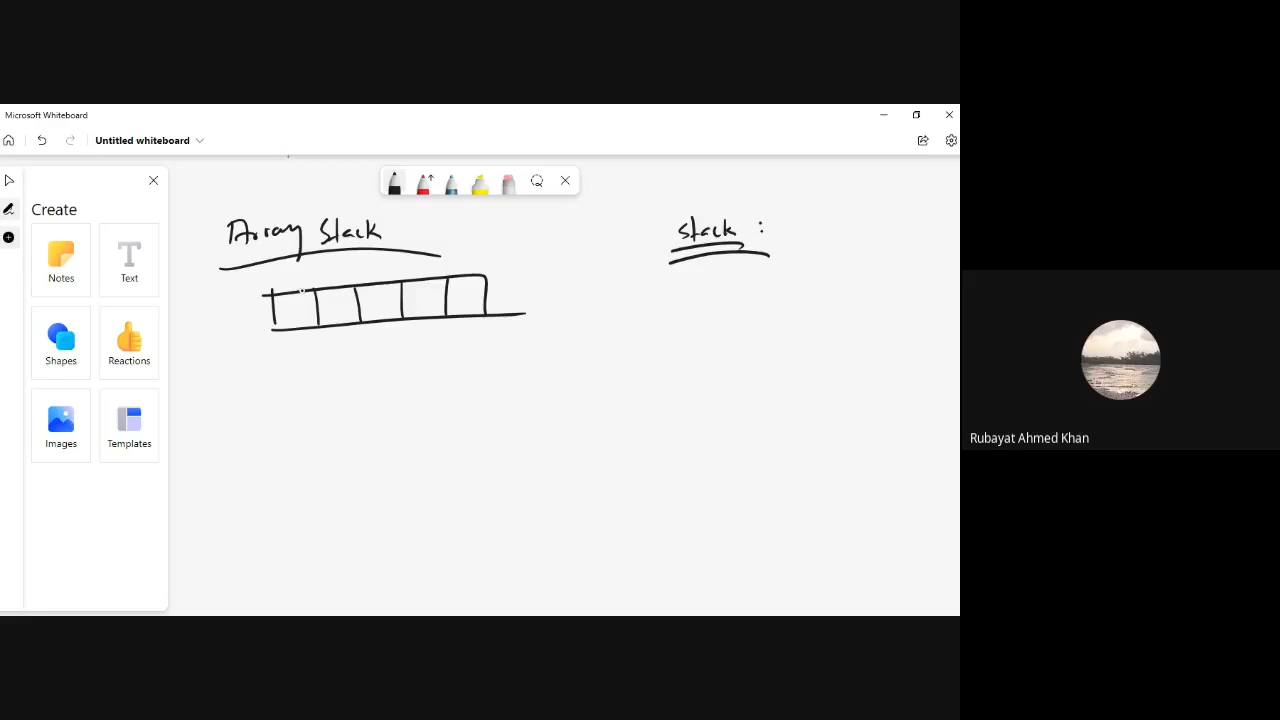 Microsoft Whiteboard
Untitled whiteboard
Create
Notes
Text
Shapes
Reactions
Images
Templates
Array Stack
Stack :
Rubayat Ahmed Khan